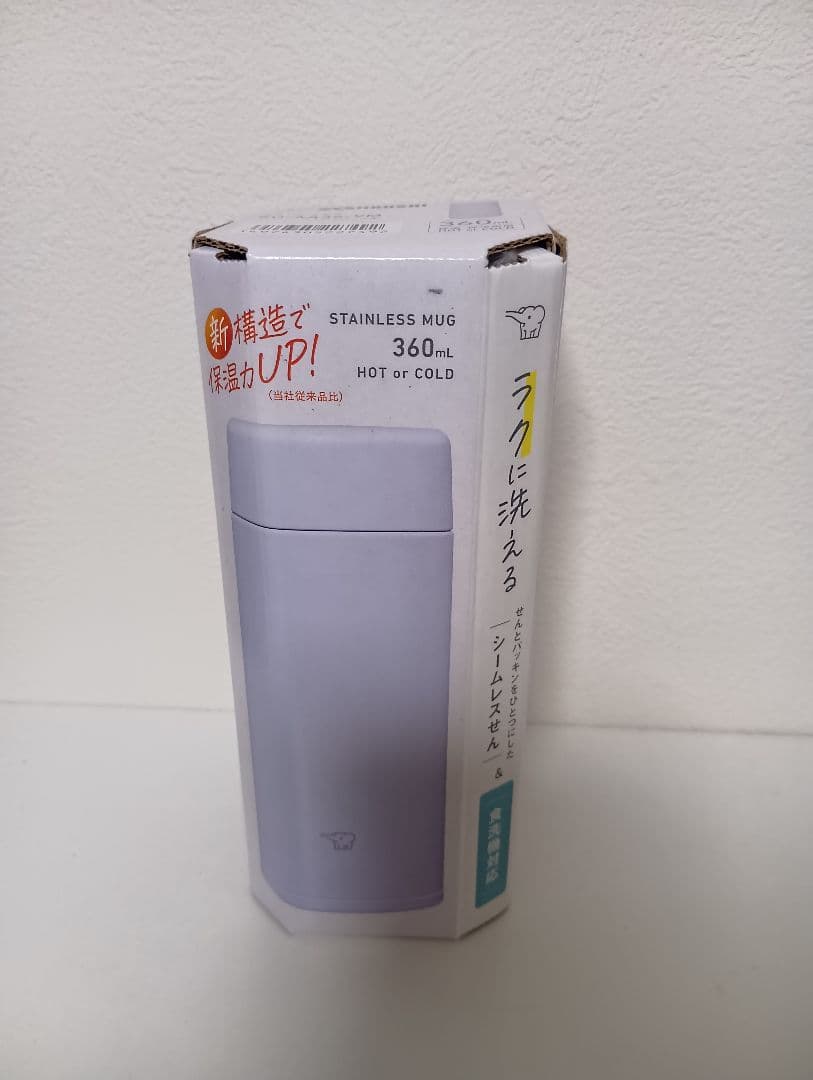 360mL
新構造で
保温力UP!
(当社従来品比)
STAINLESS MUG
360mL
HOT or COLD
ラクに洗える
せんとパッキンをひとつにした
シームレスせん
&
食洗機対応